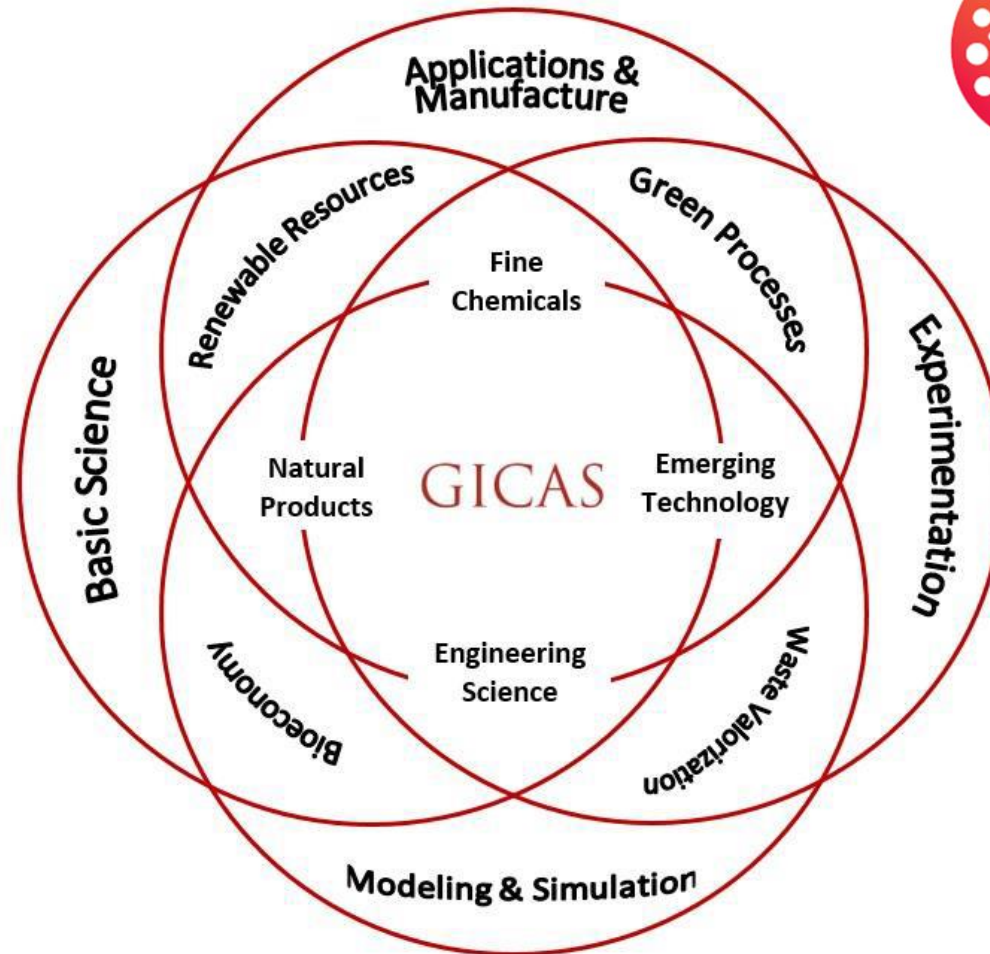 Applications &
Manufacture
Renewable Resources
Green Processes
Fine
Chemicals
Basic Science
Experimentation
Natural
Products
GICAS
Emerging
Technology
Engineering
Science
Bioeconomy
Waste Valorization
Modeling & Simulation